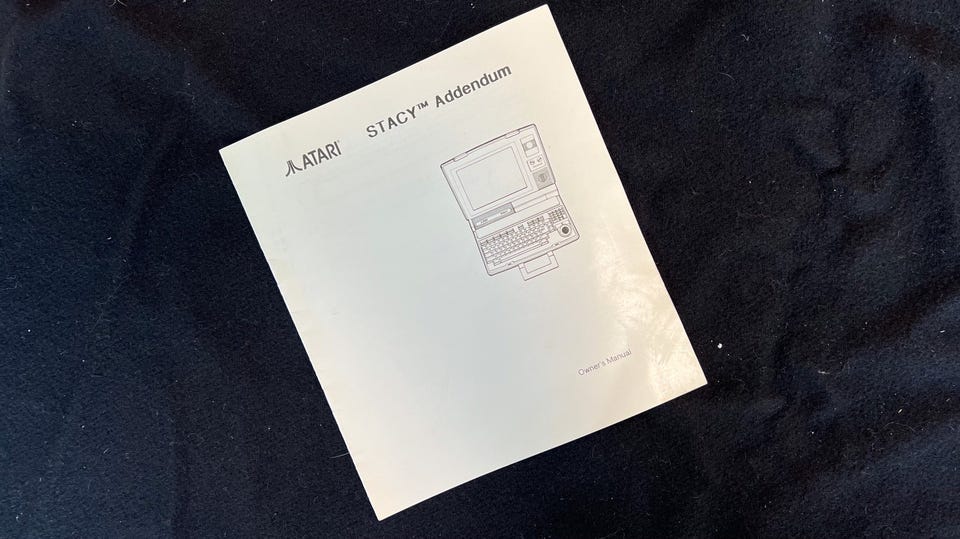 ATARI STACY™ Addendum
Owner's Manual